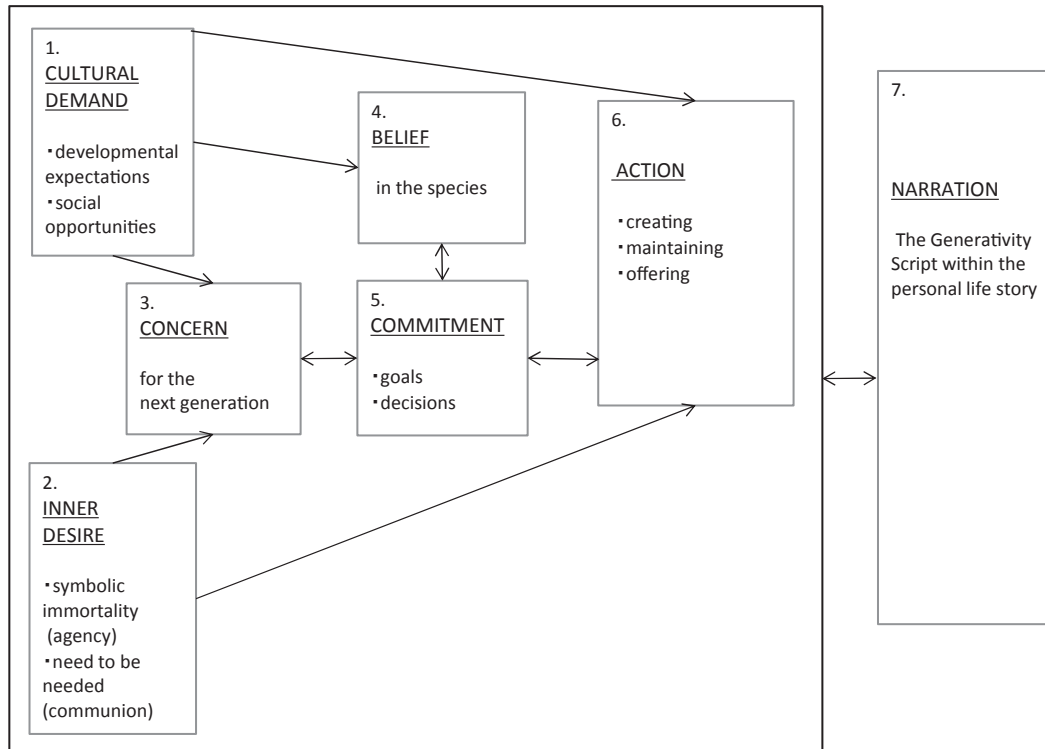 1.
CULTURAL
DEMAND
・developmental
expectations
・social
opportunities
2.
INNER
DESIRE
・symbolic
immortality
(agency)
・need to be
needed
(communion)
3.
CONCERN
for the
next generation
4.
BELIEF
in the species
5.
COMMITMENT
・goals
・decisions
6.
ACTION
・creating
・maintaining
・offering
7.
NARRATION
The Generativity
Script within the
personal life story